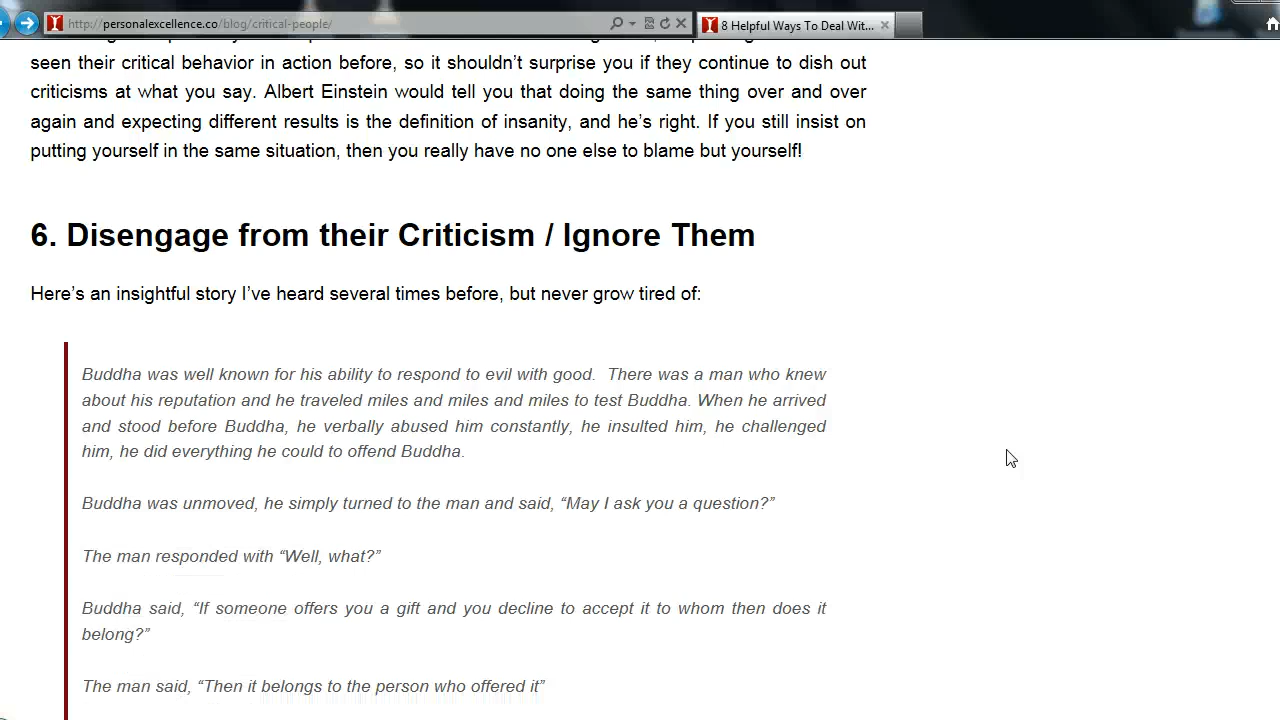 http://personalexcellence.co/blog/critical-people/
8 Helpful Ways To Deal Wit...
seen their critical behavior in action before, so it shouldn’t surprise you if they continue to dish out
criticisms at what you say. Albert Einstein would tell you that doing the same thing over and over
again and expecting different results is the definition of insanity, and he’s right. If you still insist on
putting yourself in the same situation, then you really have no one else to blame but yourself!
6. Disengage from their Criticism / Ignore Them
Here’s an insightful story I’ve heard several times before, but never grow tired of:
Buddha was well known for his ability to respond to evil with good.  There was a man who knew
about his reputation and he traveled miles and miles and miles to test Buddha. When he arrived
and stood before Buddha, he verbally abused him constantly, he insulted him, he challenged
him, he did everything he could to offend Buddha.
Buddha was unmoved, he simply turned to the man and said, “May I ask you a question?”
The man responded with “Well, what?”
Buddha said, “If someone offers you a gift and you decline to accept it to whom then does it
belong?”
The man said, “Then it belongs to the person who offered it”